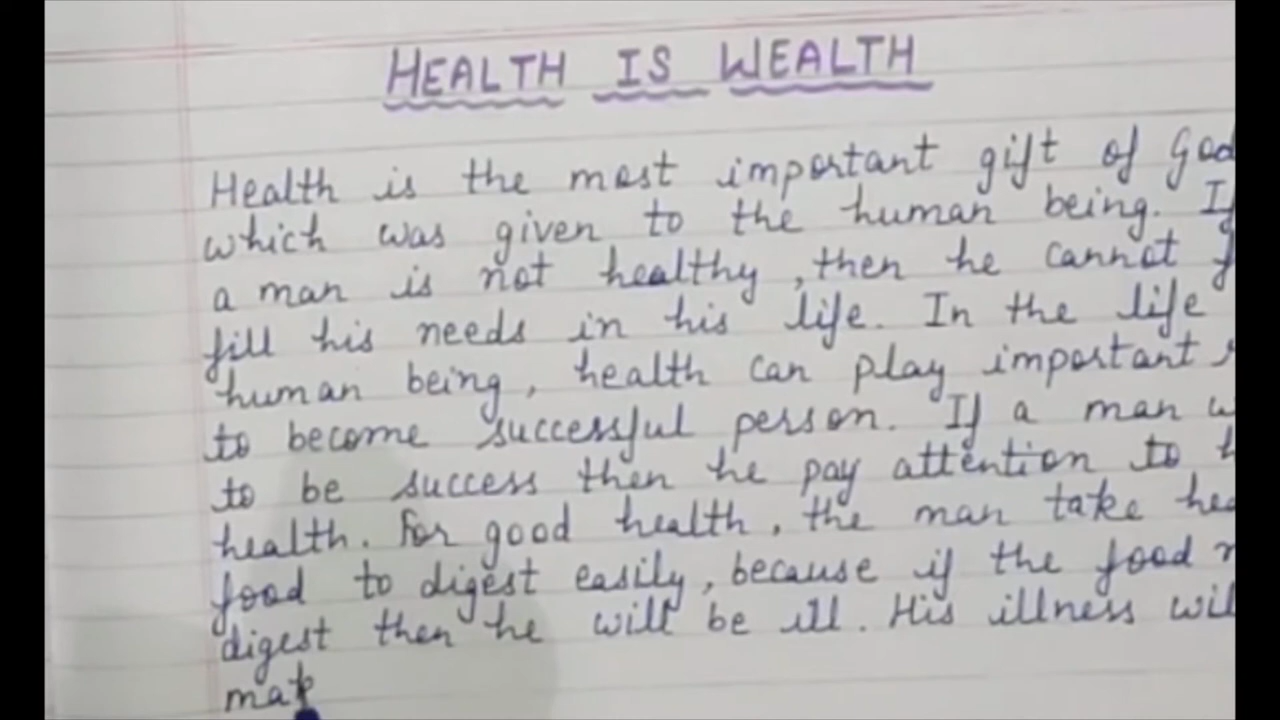 HEALTH IS WEALTH
Health is the most important gift of God
which was given to the human being. If
a man is not healthy, then he cannot
fill his needs in his life. In the life
human being, health can play important
to become successful person. If a man
to be success then he pay attention to
health. For good health, the man take
food to digest easily, because if the food
digest then he will be ill. His illness will